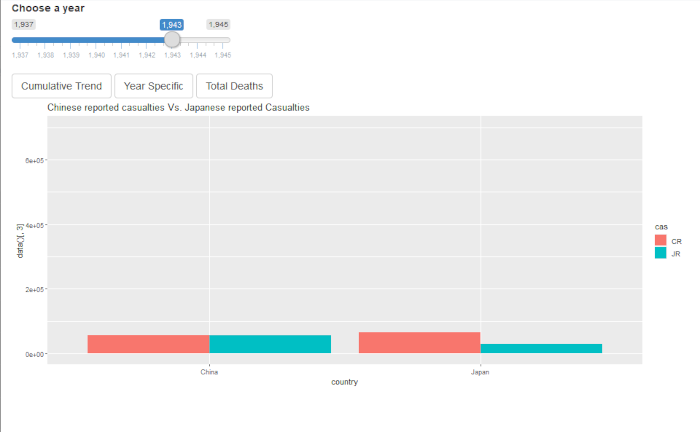 Choose a year
1,937 1,943 1,945
1,937 1,938 1,939 1,940 1,941 1,942 1,943 1,944 1,945
Cumulative Trend Year Specific Total Deaths
Chinese reported casualties Vs. Japanese reported Casualties
6e+05
4e+05
2e+05
0e+00
data()[, 3]
China Japan
country
cas
CR
JR